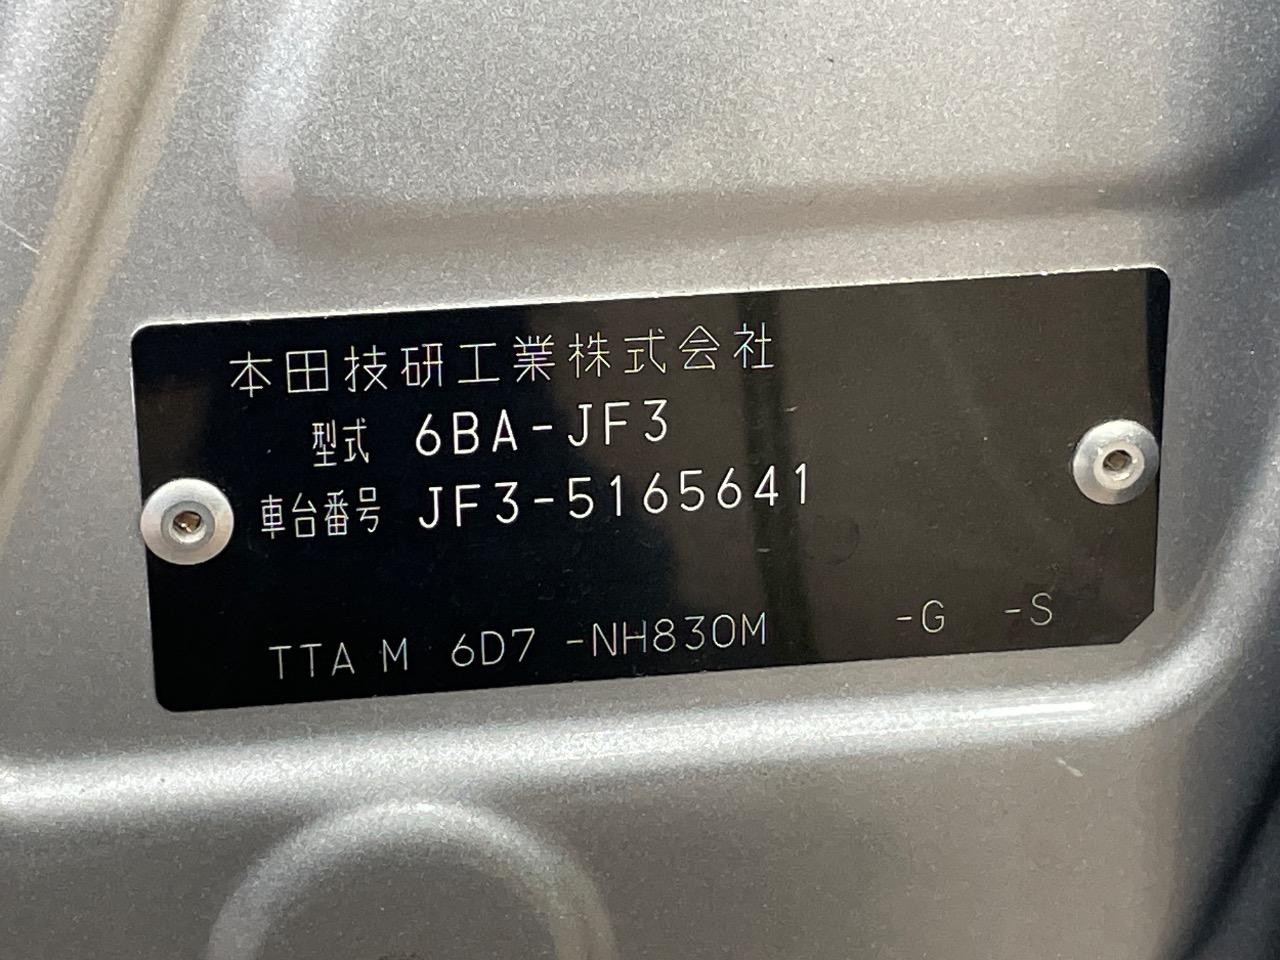 本田技研工業株式会社
型式 6BA-JF3
車台番号 JF3-5165641
TTA M 6D7 -NH830M -G -S